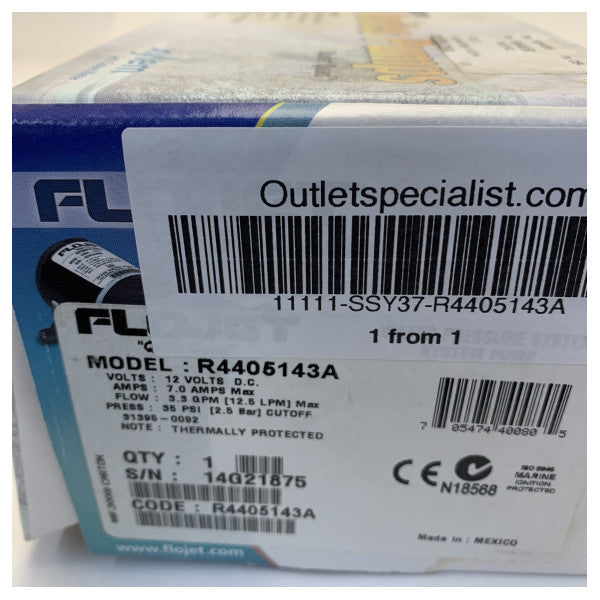 xylem
FLOJET
Outletspecialist.com
11111-SSY37-R4405143A
1 from 1
FLOJET
MODEL : R4405143A
VOLTS : 12 VOLTS D.C.
AMPS : 7.0 AMPS Max
FLOW : 3.3 GPM [12.5 LPM] Max
PRESS : 35 PSI [2.5 Bar] CUTOFF
31395-0092
NOTE : THERMALLY PROTECTED
7 05474 40080 5
QTY : 1
S/N : 14G21875
CODE : R4405143A
CE
N18568
ISO 8846
MARINE
IGNITION
PROTECTED
Made in : MEXICO
www.flojet.com